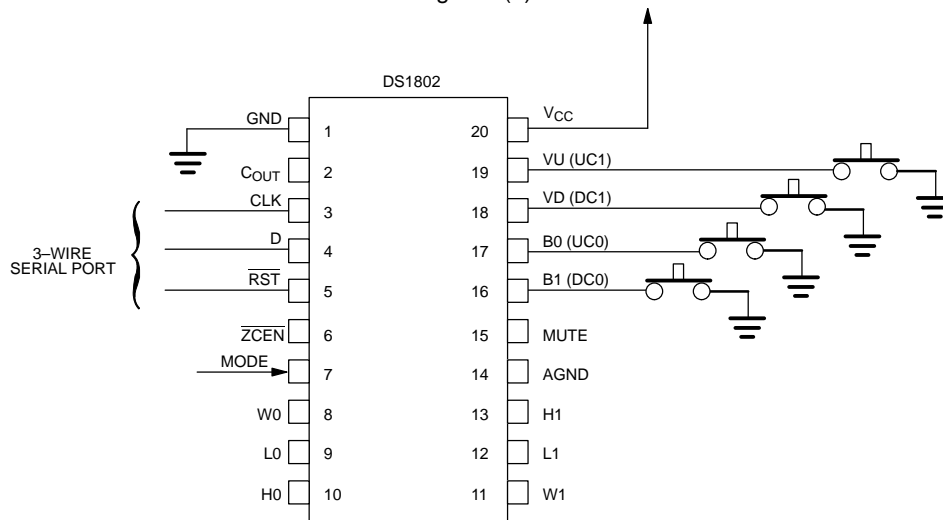 DS1802
GND 1 20 VCC
COUT 2 19 VU (UC1)
CLK 3 18 VD (DC1)
D 4 17 B0 (UC0)
3–WIRE
SERIAL PORT
RST 5 16 B1 (DC0)
ZCEN 6 15 MUTE
MODE 7 14 AGND
W0 8 13 H1
L0 9 12 L1
H0 10 11 W1